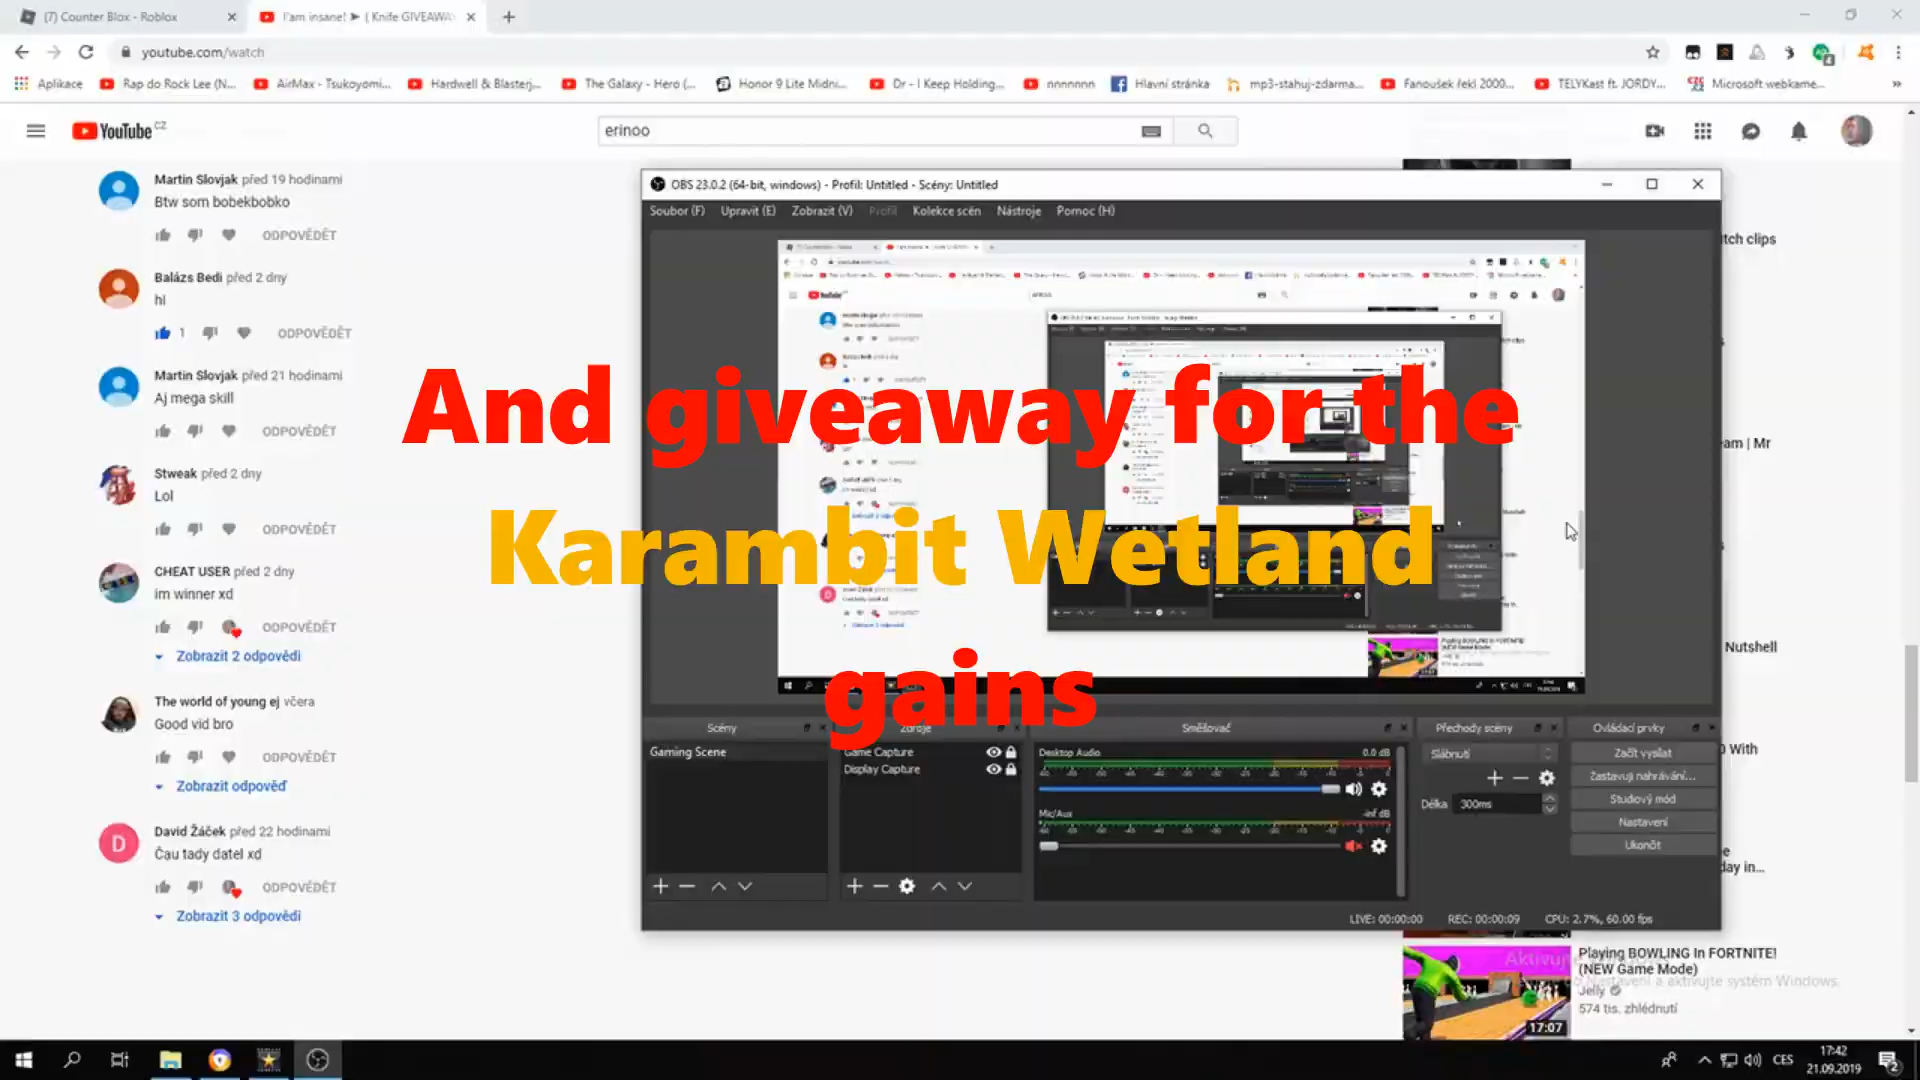 (7) Counter Blox - Roblox
I'am insane! ► ( Knife GIVEAWA
youtube.com/watch
Aplikace
Rap do Rock Lee (N...
AirMax - Tsukoyomi...
Hardwell & Blasterj...
The Galaxy - Hero (...
Honor 9 Lite Midni...
Dr - I Keep Holding...
nnnnnnn
Hlavní stránka
mp3-stahuj-zdarma...
Fanoušek řekl 2000...
TELYKast ft. JORDY...
Microsoft webkame...
YouTube CZ
erinoo
Martin Slovjak před 19 hodinami
Btw som bobekbobko
ODPOVĚDĚT
Balázs Bedi před 2 dny
hi
1 ODPOVĚDĚT
Martin Slovjak před 21 hodinami
Aj mega skill
ODPOVĚDĚT
Stweak před 2 dny
Lol
ODPOVĚDĚT
CHEAT USER před 2 dny
im winner xd
ODPOVĚDĚT
Zobrazit 2 odpovědi
The world of young ej včera
Good vid bro
ODPOVĚDĚT
Zobrazit odpověď
David Žáček před 22 hodinami
Čau tady datel xd
ODPOVĚDĚT
Zobrazit 3 odpovědi
OBS 23.0.2 (64-bit, windows) - Profil: Untitled - Scény: Untitled
Soubor (F) Upravit (E) Zobrazit (V) Profil Kolekce scén Nástroje Pomoc (H)
And giveaway for the
Karambit Wetland
gains
Scény
Gaming Scene
Zdroje
Game Capture
Display Capture
Směšovač
Desktop Audio 0.0 dB
Mic/Aux -inf dB
Přechody scény
Slábnutí
Délka 300ms
Ovládací prvky
Začít vysílat
Zastavuji nahrávání...
Studiový mód
Nastavení
Ukončit
LIVE: 00:00:00 REC: 00:00:09 CPU: 2.7%, 60.00 fps
tch clips
am | Mr
Nutshell
With
day in...
Playing BOWLING In FORTNITE!
(NEW Game Mode)
Jelly
574 tis. zhlédnutí
17:07
Nastavení a aktivujte systém Windows.
CES
17:42
21.09.2019
2